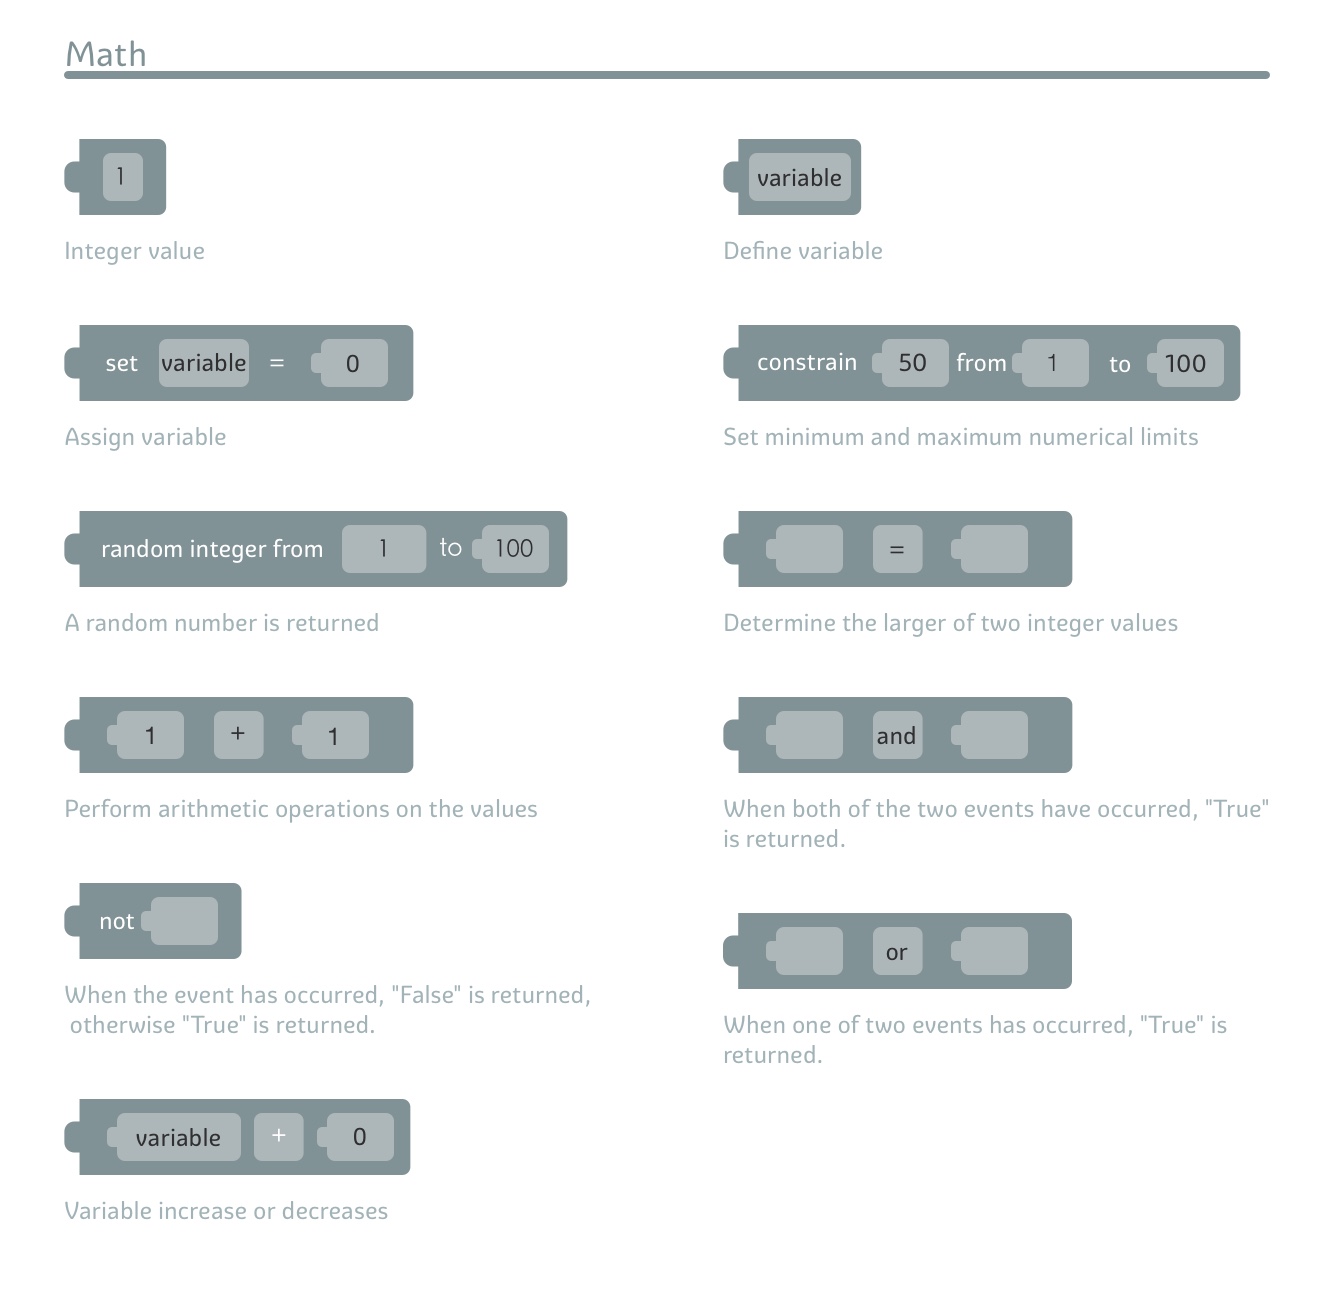 Math
1
Integer value
variable
Define variable
set variable = 0
Assign variable
constrain 50 from 1 to 100
Set minimum and maximum numerical limits
random integer from 1 to 100
A random number is returned
=
Determine the larger of two integer values
1 + 1
Perform arithmetic operations on the values
and
When both of the two events have occurred, "True"
is returned.
not
When the event has occurred, "False" is returned,
otherwise "True" is returned.
or
When one of two events has occurred, "True" is
returned.
variable + 0
Variable increase or decreases